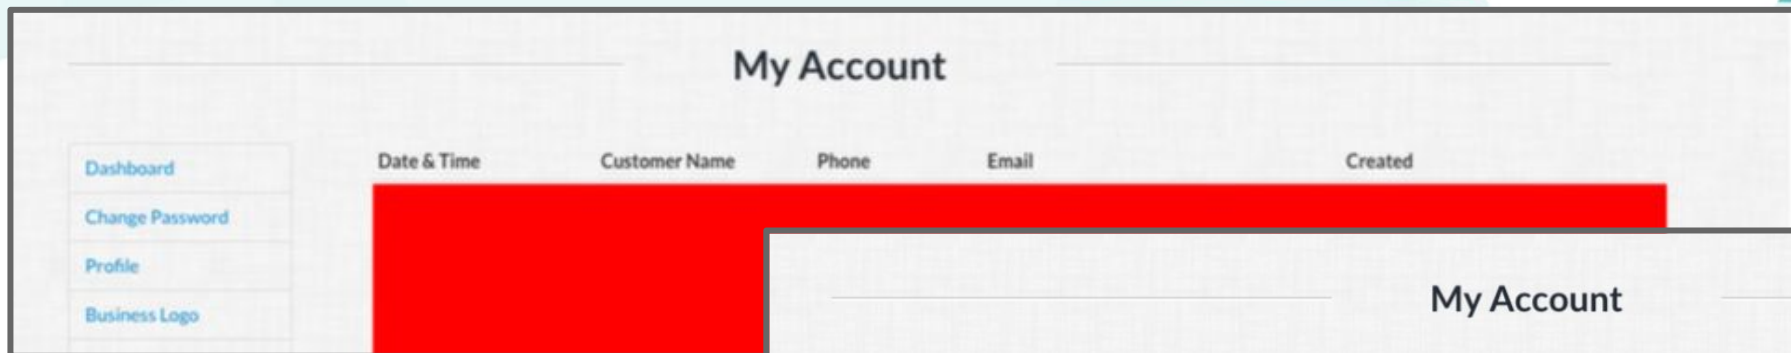 My Account
Dashboard
Change Password
Profile
Business Logo
Date & Time Customer Name Phone Email Created
My Account